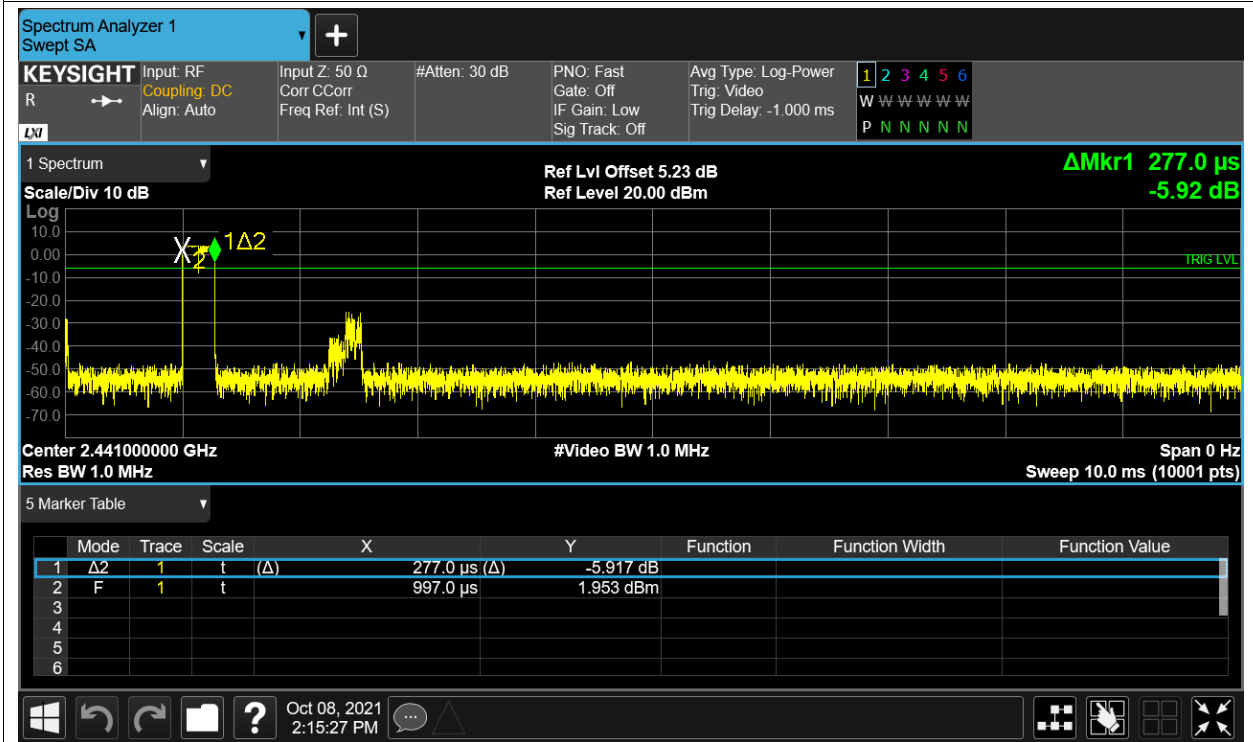 Spectrum Analyzer 1
Swept SA
KEYSIGHT Input: RF Input Z: 50 Ω #Atten: 30 dB PNO: Fast Avg Type: Log-Power 1 2 3 4 5 6
R Coupling: DC Corr CCorr Gate: Off Trig: Video W W W W W W
Align: Auto Freq Ref: Int (S) IF Gain: Low Trig Delay: -1.000 ms
LXI Sig Track: Off P N N N N N
1 Spectrum Ref Lvl Offset 5.23 dB ΔMkr1 277.0 µs
Scale/Div 10 dB Ref Level 20.00 dBm -5.92 dB
Log
10.0
1Δ2
0.00 X 2 TRIG LVL
-10.0
-20.0
-30.0
-40.0
-50.0
-60.0
-70.0
Center 2.441000000 GHz #Video BW 1.0 MHz Span 0 Hz
Res BW 1.0 MHz Sweep 10.0 ms (10001 pts)
5 Marker Table
Mode Trace Scale X Y Function Function Width Function Value
1 Δ2 1 t (Δ) 277.0 µs (Δ) -5.917 dB
2 F 1 t 997.0 µs 1.953 dBm
3
4
5
6
? Oct 08, 2021
2:15:27 PM